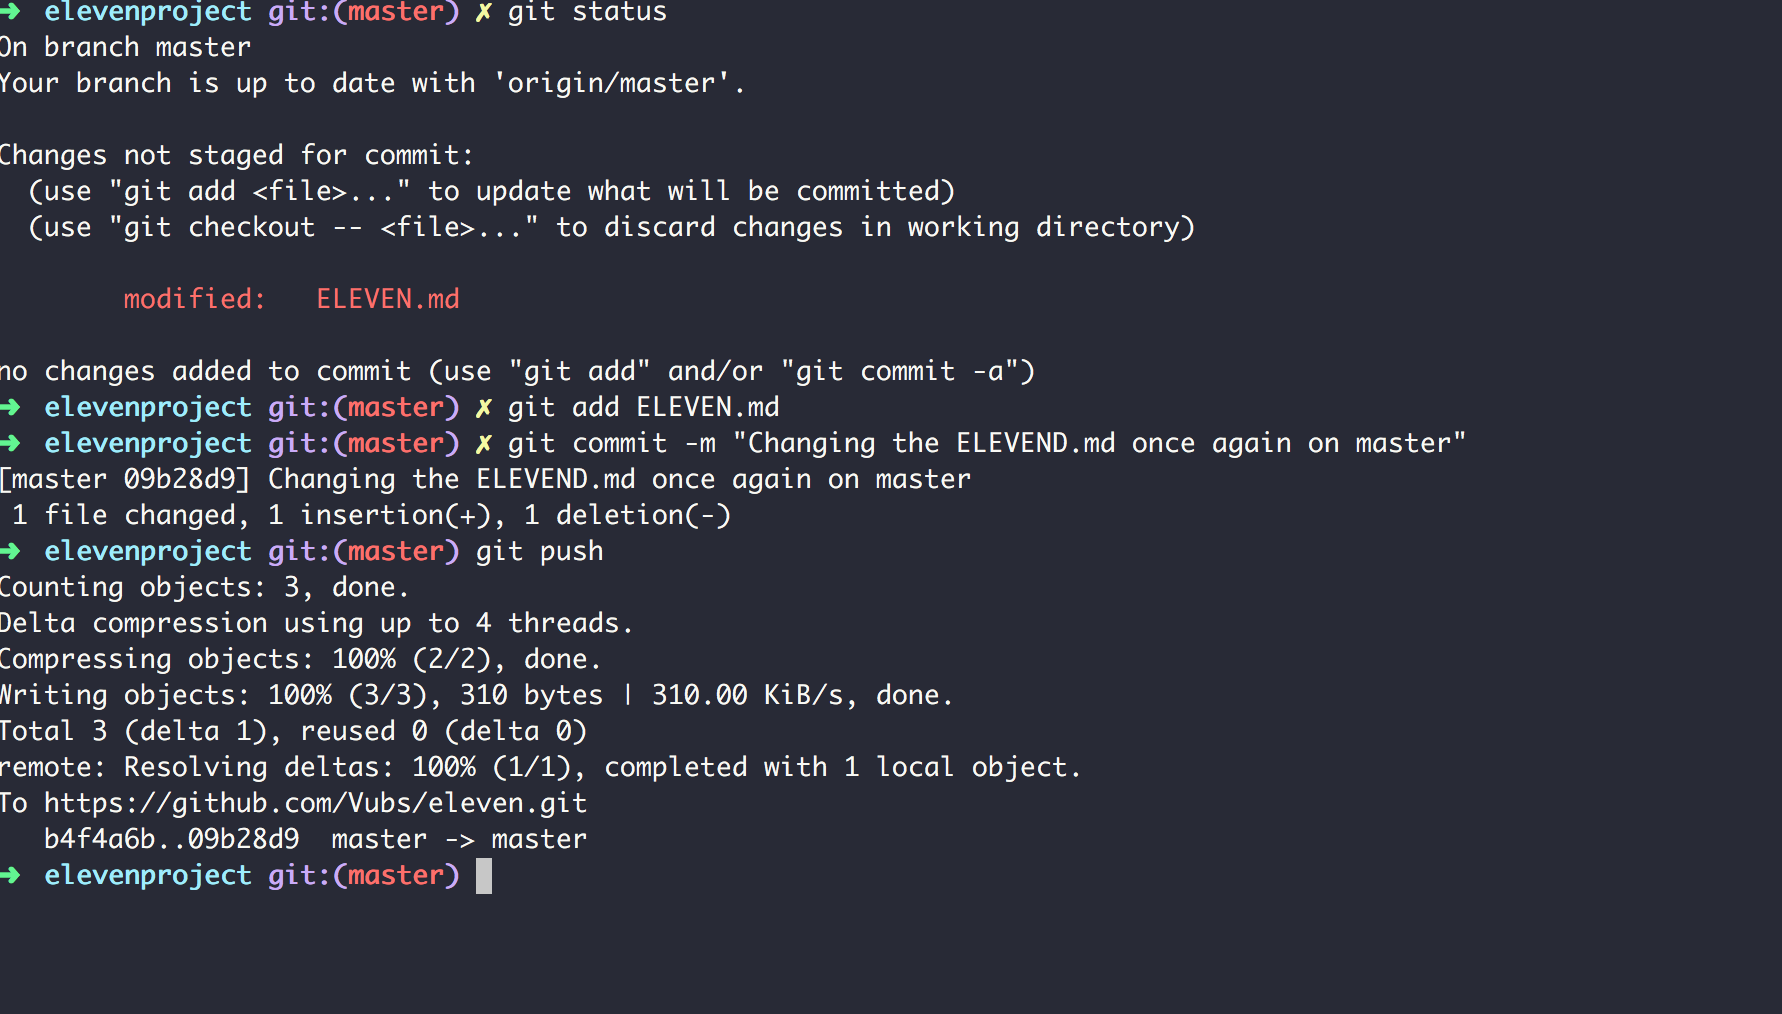 ➜  elevenproject git:(master) ✗ git status
On branch master
Your branch is up to date with 'origin/master'.

Changes not staged for commit:
  (use "git add <file>..." to update what will be committed)
  (use "git checkout -- <file>..." to discard changes in working directory)

        modified:   ELEVEN.md

no changes added to commit (use "git add" and/or "git commit -a")
➜  elevenproject git:(master) ✗ git add ELEVEN.md
➜  elevenproject git:(master) ✗ git commit -m "Changing the ELEVEND.md once again on master"
[master 09b28d9] Changing the ELEVEND.md once again on master
 1 file changed, 1 insertion(+), 1 deletion(-)
➜  elevenproject git:(master) git push
Counting objects: 3, done.
Delta compression using up to 4 threads.
Compressing objects: 100% (2/2), done.
Writing objects: 100% (3/3), 310 bytes | 310.00 KiB/s, done.
Total 3 (delta 1), reused 0 (delta 0)
remote: Resolving deltas: 100% (1/1), completed with 1 local object.
To https://github.com/Vubs/eleven.git
   b4f4a6b..09b28d9  master -> master
➜  elevenproject git:(master)